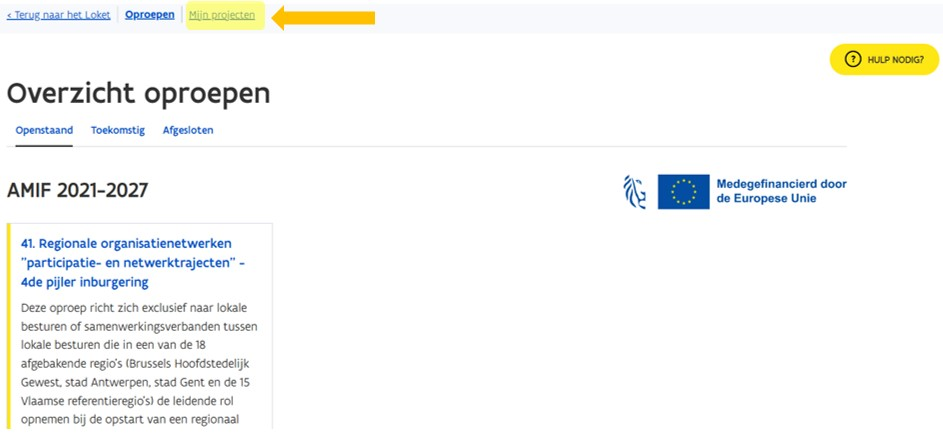 < Terug naar het Loket Oproepen Mijn projecten
HULP NODIG?
Overzicht oproepen
Openstaand Toekomstig Afgesloten
AMIF 2021-2027
Medegefinancierd door
de Europese Unie
41. Regionale organisatienetwerken
"participatie- en netwerktrajecten" -
4de pijler inburgering
Deze oproep richt zich exclusief naar lokale
besturen of samenwerkingsverbanden tussen
lokale besturen die in een van de 18
afgebakende regio's (Brussels Hoofdstedelijk
Gewest, stad Antwerpen, stad Gent en de 15
Vlaamse referentieregio's) de leidende rol
opnemen bij de opstart van een regionaal